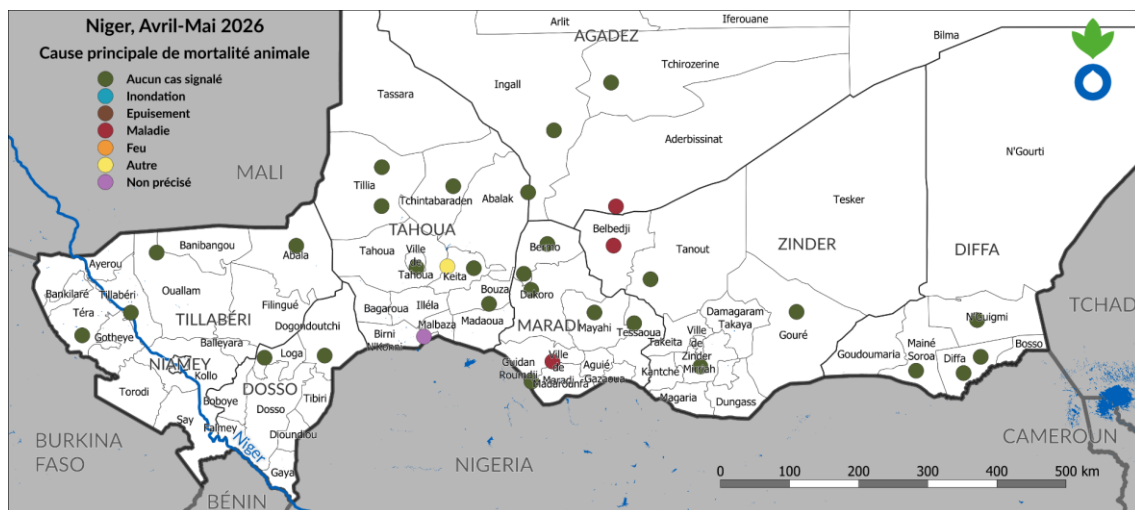 Niger, Avril-Mai 2026
Cause principale de mortalité animale
Aucun cas signalé
Inondation
Epuisement
Maladie
Feu
Autre
Non précisé
MALI
Arlit
Iferouane
AGADEZ
Bilma
Tchirozerine
Ingall
Tassara
Aderbissinat
N'Gourti
Tillia
Tchintabaraden
Abalak
Tesker
TAHOUA
Belbedji
Tanout
ZINDER
DIFFA
Banibangou
Abala
Tahoua
Ville de
Tahoua
Keita
Bermo
Ayerou
Ouallam
Bankilaré
Tillabéri
Téra
Filingué
Bouza
Dakoro
TCHAD
Gotheye
TILLABÉRI
Dogondoutchi
Bagaroua
Illéla
Madaoua
MARADI
Mayahi
Tessaoua
Damagaram
Takaya
Gouré
N'Guigmi
Balleyara
Birni
N'Konni
Malbaza
Takeita
Ville
de
Zinder
Mirriah
Goudoumaria
Mainé
Soroa
Diffa
Bosso
NIAMEY
Kollo
Loga
DOSSO
Guidan
Roumdji
Ville
de
Maradi
Madarounfa
Aguié
Gazaoua
Kantché
Magaria
Dungass
Torodi
Say
Boboye
Falmey
Dosso
Tibiri
Dioundiou
Gaya
Niger
BURKINA
FASO
BÉNIN
NIGERIA
CAMEROUN
0 100 200 300 400 500 km